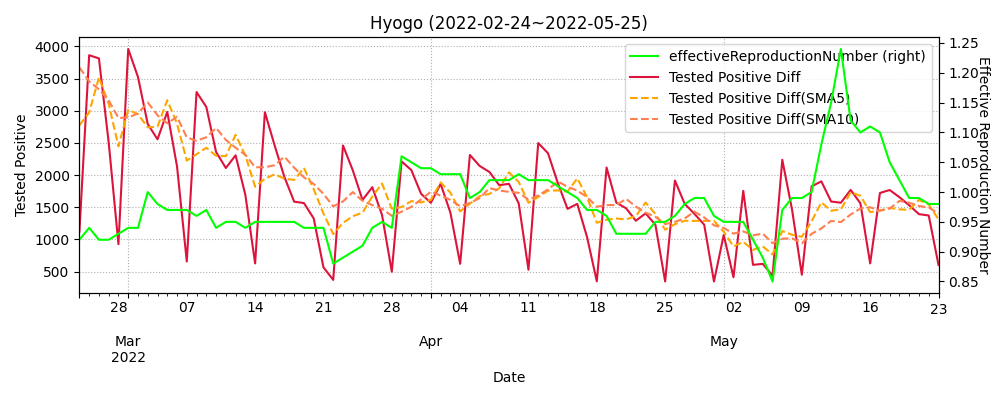 Hyogo (2022-02-24~2022-05-25)
effectiveReproductionNumber (right)
Tested Positive Diff
Tested Positive Diff(SMA5)
Tested Positive Diff(SMA10)
Tested Positive
4000
3500
3000
2500
2000
1500
1000
500
1.25
1.20
1.15
1.10
1.05
1.00
0.95
0.90
0.85
Effective Reproduction Number
28 07 14 21 28 04 11 18 25 02 09 16 23
Mar Apr May
2022
Date